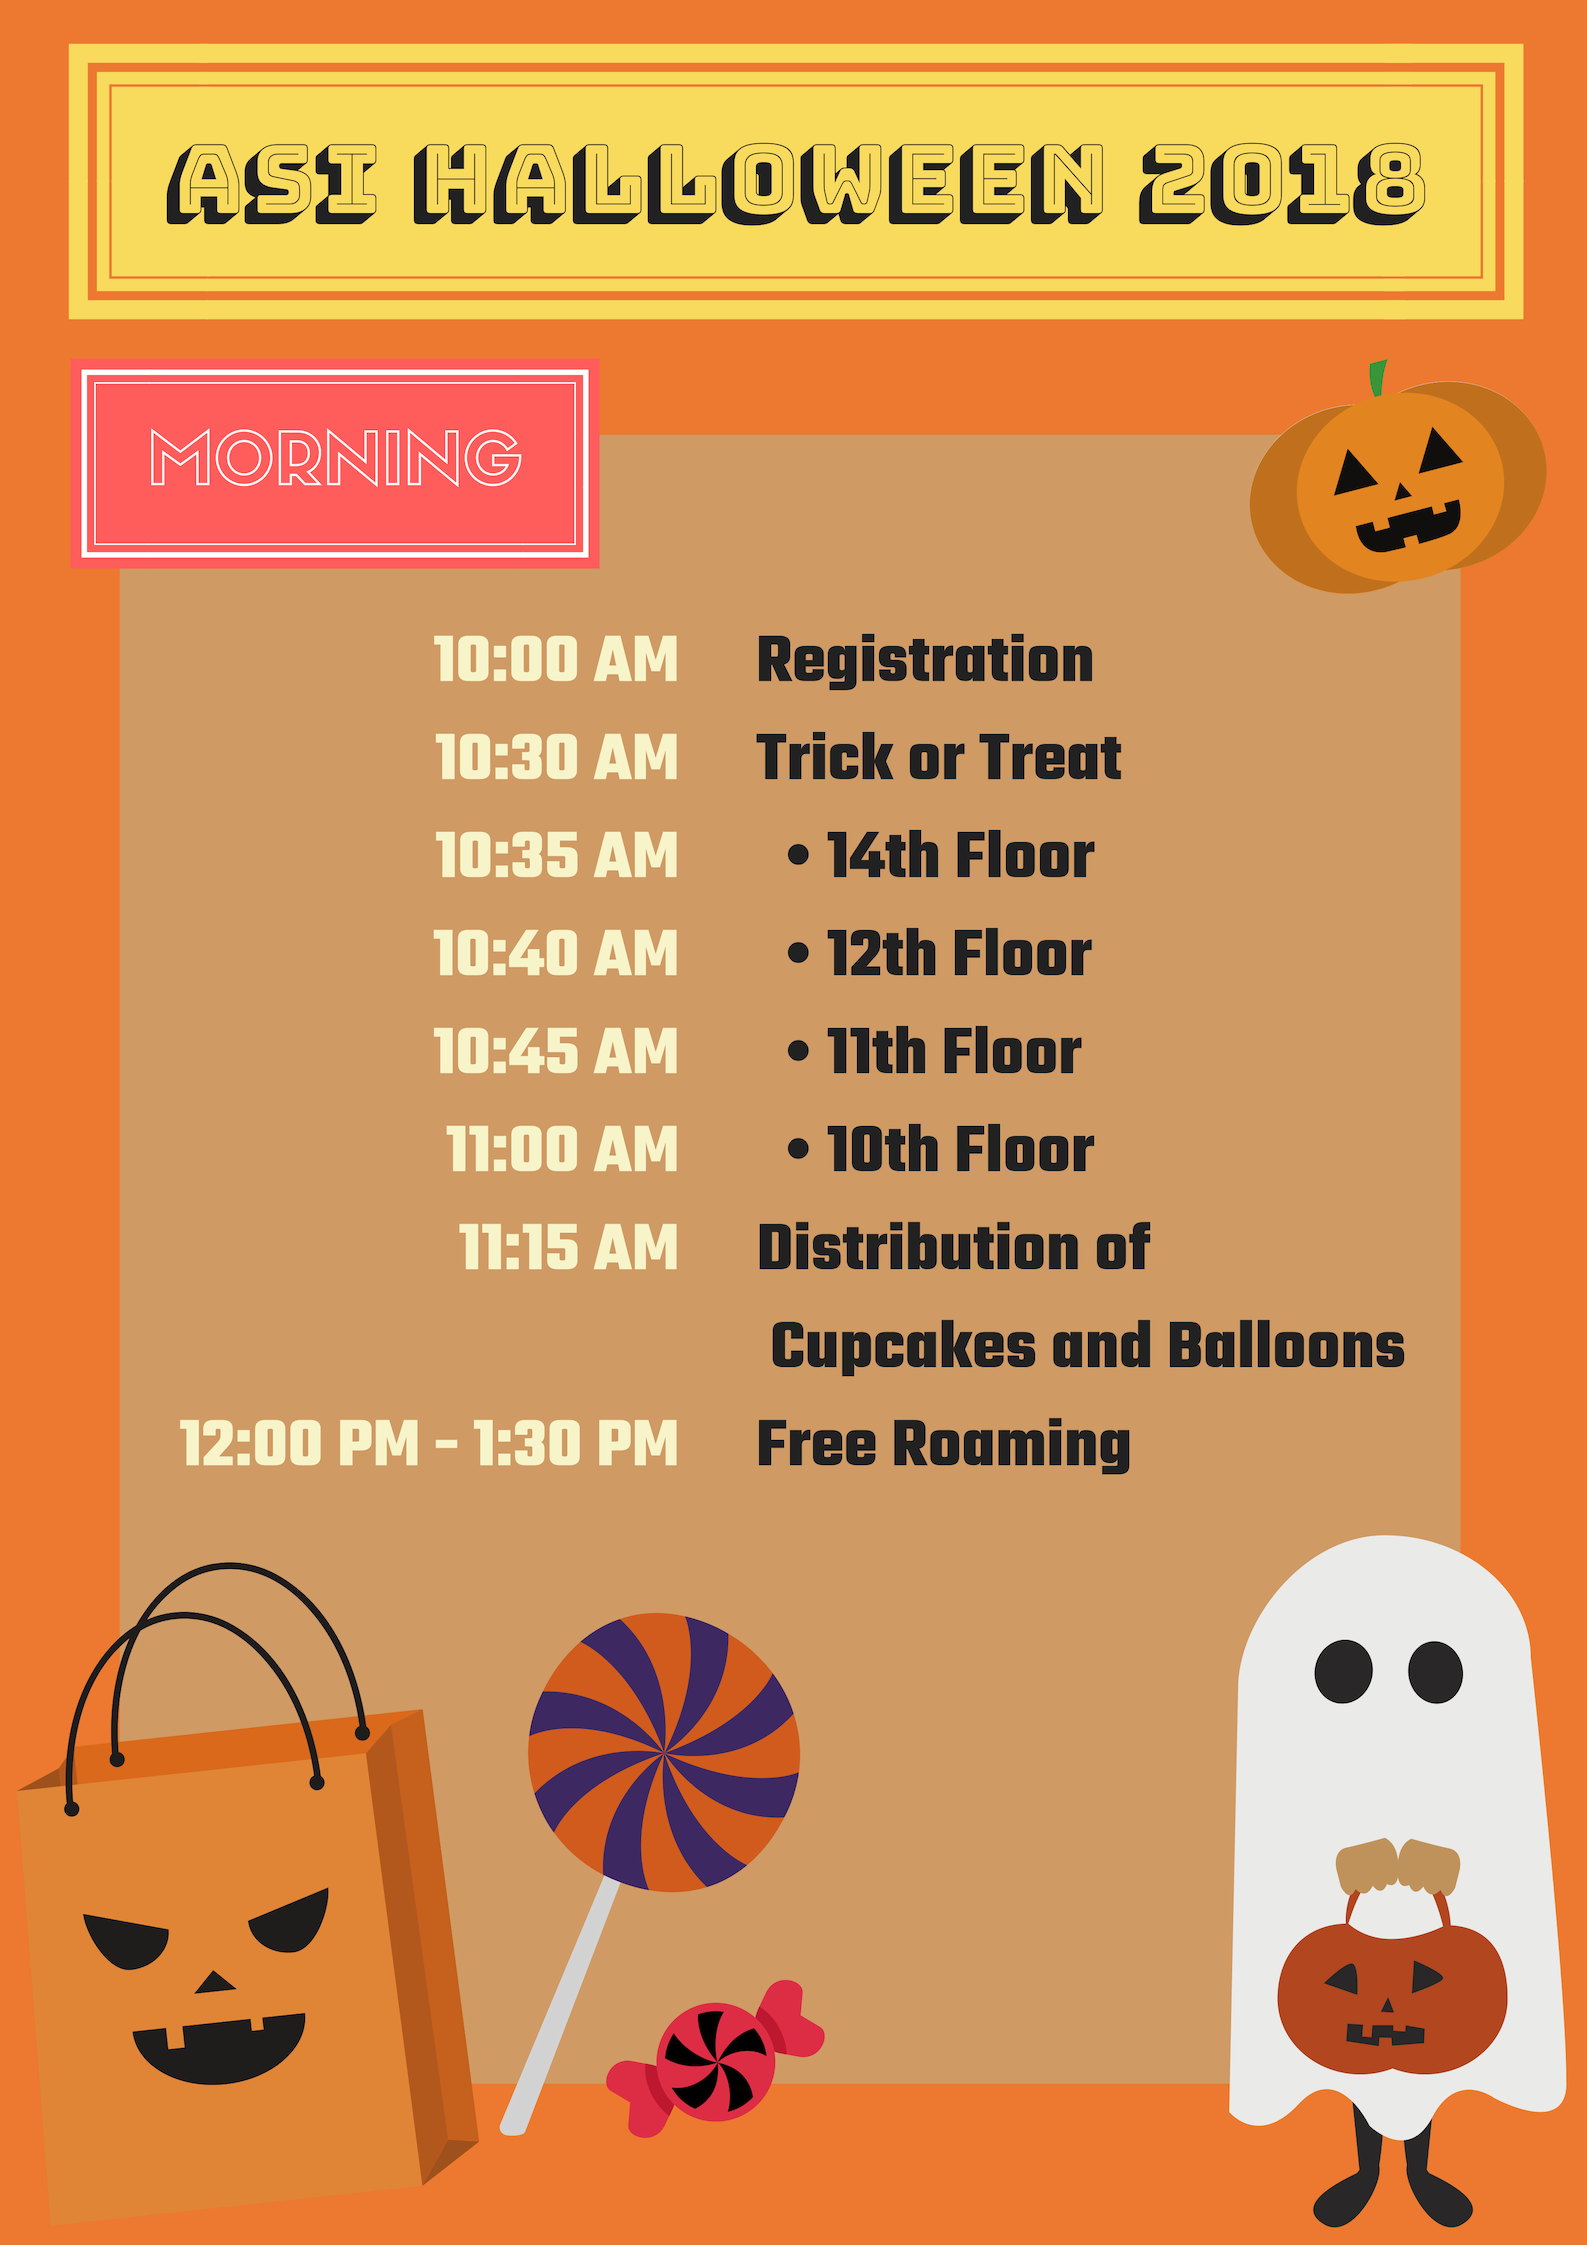 ASI HALLOWEEN 2018
MORNING
10:00 AM Registration
10:30 AM Trick or Treat
10:35 AM • 14th Floor
10:40 AM • 12th Floor
10:45 AM • 11th Floor
11:00 AM • 10th Floor
11:15 AM Distribution of
Cupcakes and Balloons
12:00 PM - 1:30 PM Free Roaming